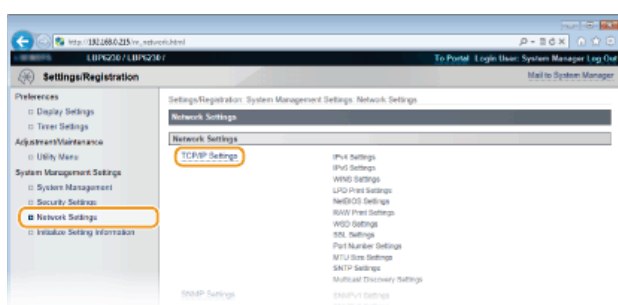 http://192.168.0.215/m_network.html
LBP6230/LBP6230/
To Portal Login User: System Manager Log Out
Settings/Registration
Mail to System Manager
Preferences
Display Settings
Timer Settings
Adjustment/Maintenance
Utility Menu
System Management Settings
System Management
Security Settings
Network Settings
Initialize Setting Information
Settings/Registration: System Management Settings: Network Settings
Network Settings
Network Settings
TCP/IP Settings
IPv4 Settings
IPv6 Settings
WINS Settings
LPD Print Settings
NetBIOS Settings
RAW Print Settings
WSD Settings
SSL Settings
Port Number Settings
MTU Size Settings
SNTP Settings
Multicast Discovery Settings
SNMP Settings
SNMPv1 Settings